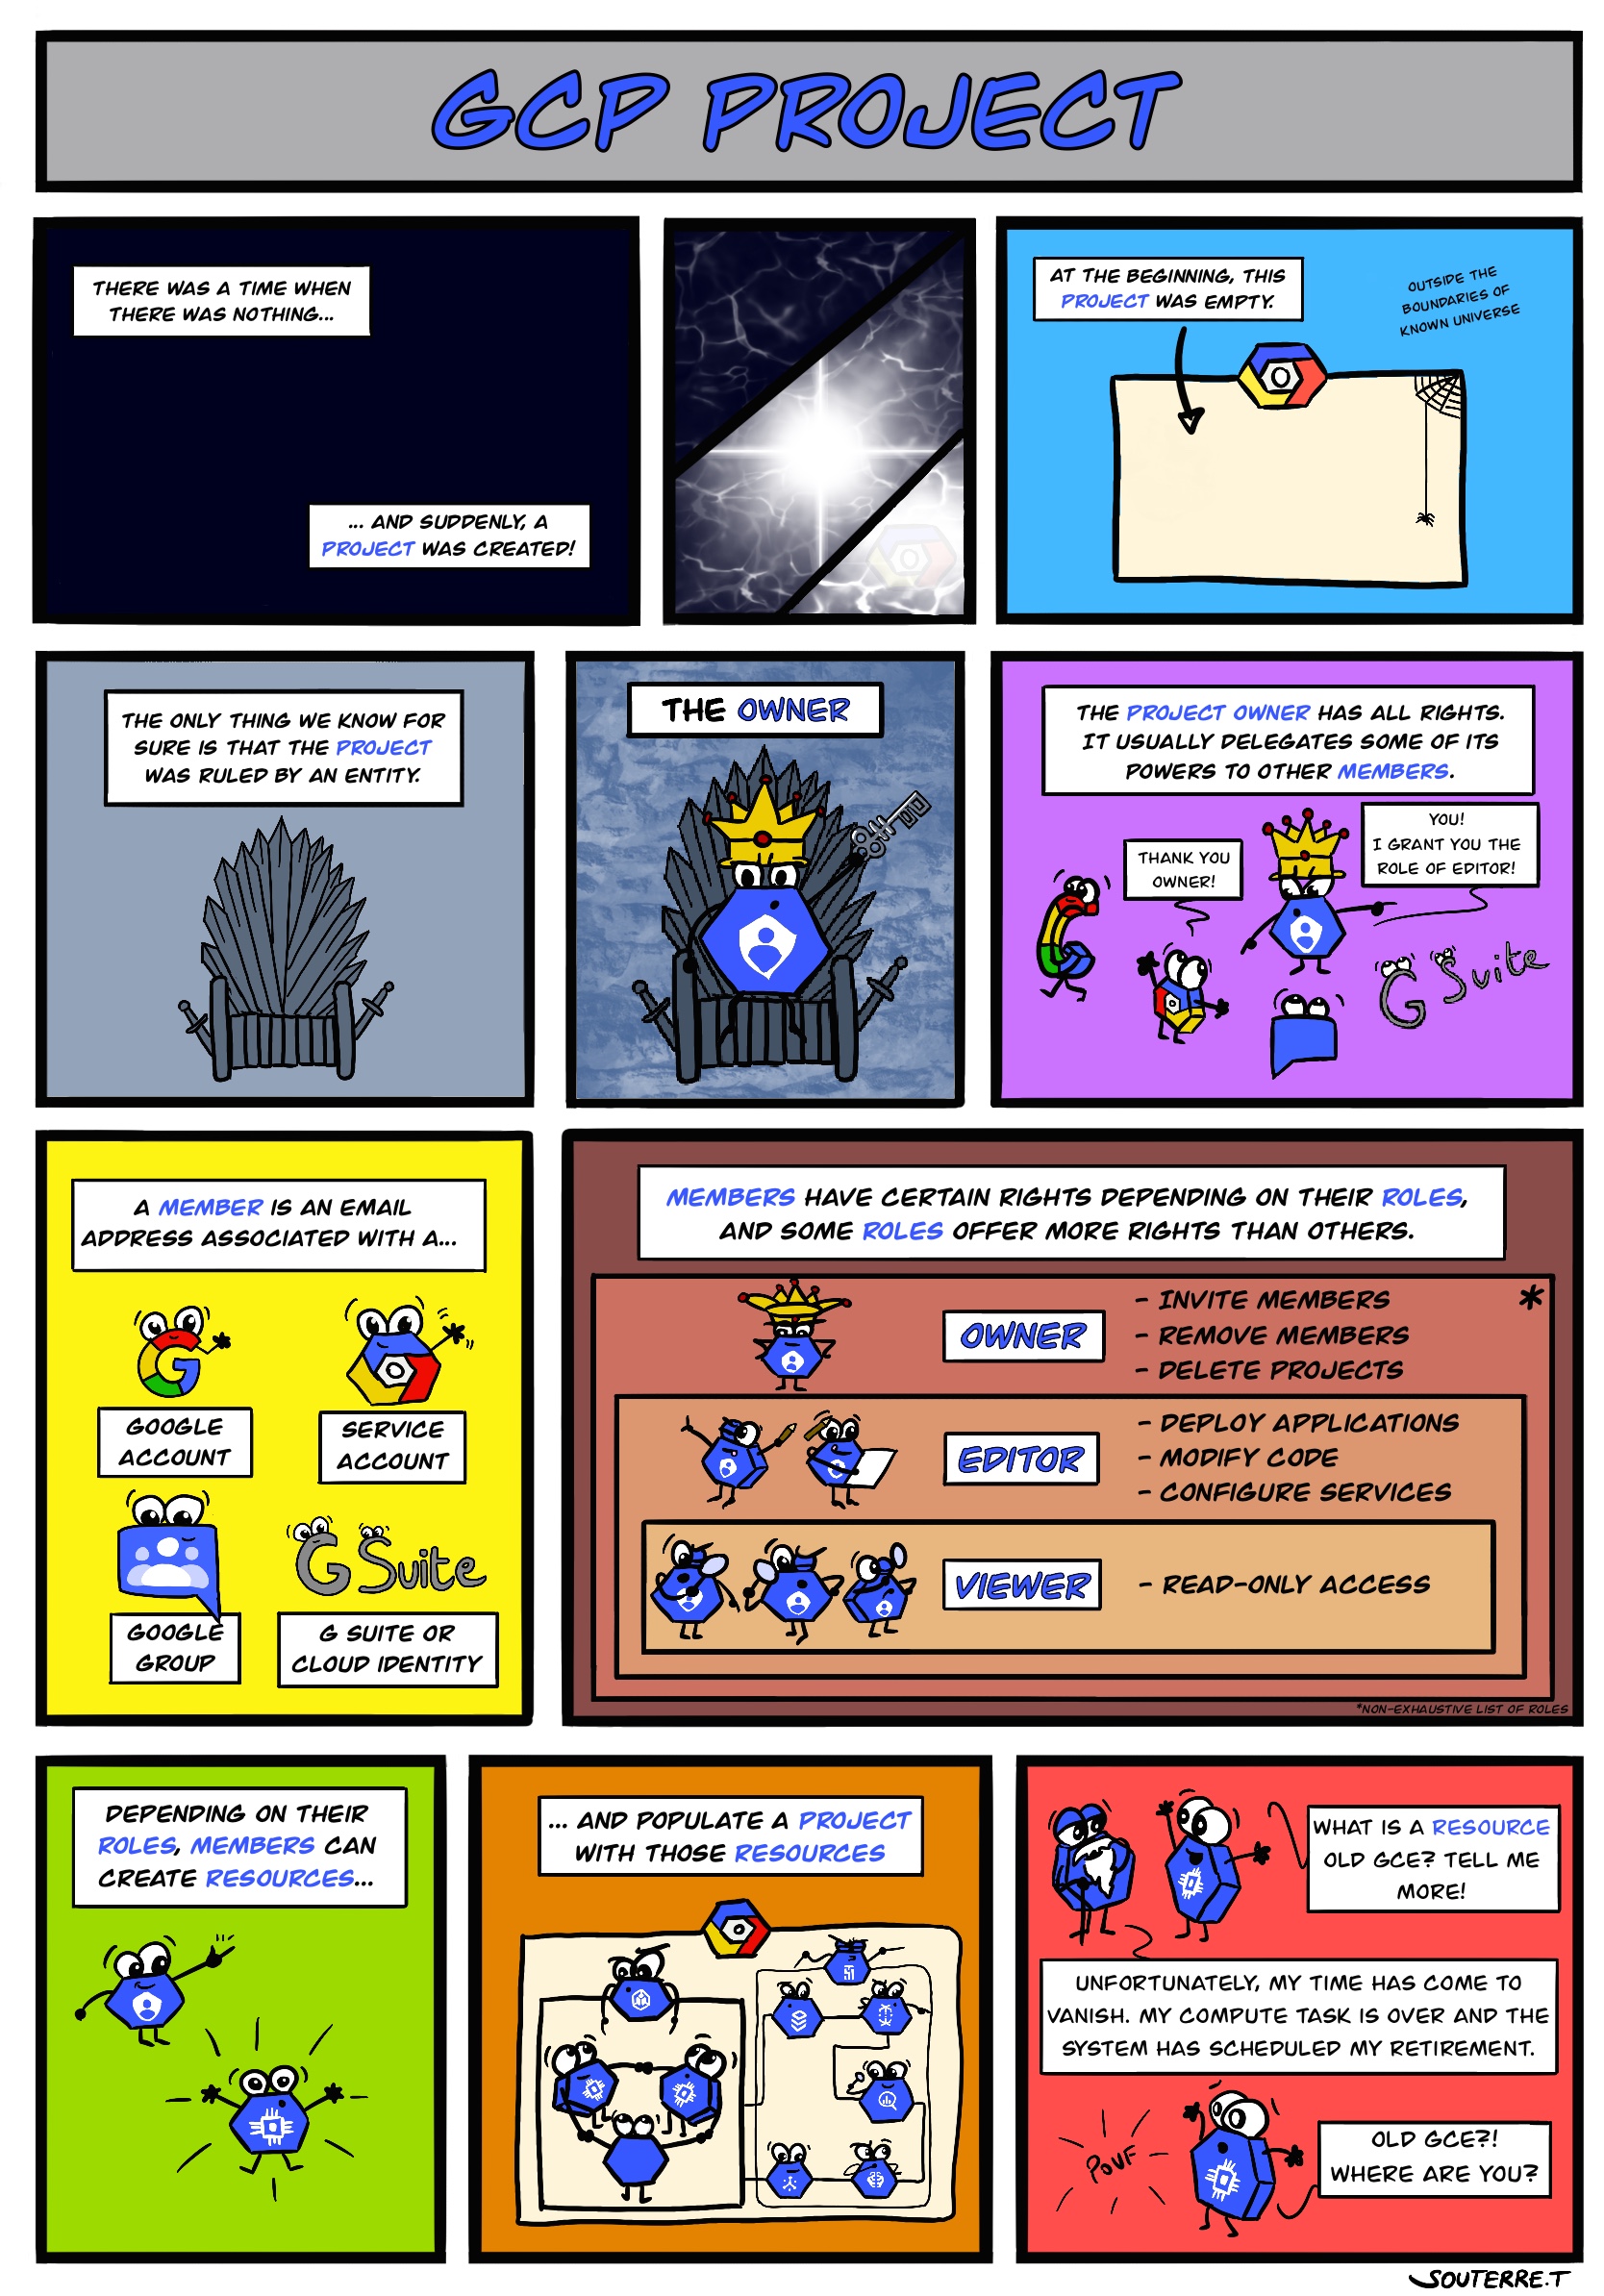 GCP PROJECT
THERE WAS A TIME WHEN
THERE WAS NOTHING...
... AND SUDDENLY, A
PROJECT WAS CREATED!
AT THE BEGINNING, THIS
PROJECT WAS EMPTY.
OUTSIDE THE
BOUNDARIES OF
KNOWN UNIVERSE
THE ONLY THING WE KNOW FOR
SURE IS THAT THE PROJECT
WAS RULED BY AN ENTITY.
THE OWNER
THE PROJECT OWNER HAS ALL RIGHTS.
IT USUALLY DELEGATES SOME OF ITS
POWERS TO OTHER MEMBERS.
YOU!
I GRANT YOU THE
ROLE OF EDITOR!
THANK YOU
OWNER!
G Suite
A MEMBER IS AN EMAIL
ADDRESS ASSOCIATED WITH A...
GOOGLE
ACCOUNT
SERVICE
ACCOUNT
G Suite
GOOGLE
GROUP
G SUITE OR
CLOUD IDENTITY
MEMBERS HAVE CERTAIN RIGHTS DEPENDING ON THEIR ROLES,
AND SOME ROLES OFFER MORE RIGHTS THAN OTHERS.
*
OWNER
- INVITE MEMBERS
- REMOVE MEMBERS
- DELETE PROJECTS
EDITOR
- DEPLOY APPLICATIONS
- MODIFY CODE
- CONFIGURE SERVICES
VIEWER
- READ-ONLY ACCESS
*NON-EXHAUSTIVE LIST OF ROLES
DEPENDING ON THEIR
ROLES, MEMBERS CAN
CREATE RESOURCES...
... AND POPULATE A PROJECT
WITH THOSE RESOURCES
WHAT IS A RESOURCE
OLD GCE? TELL ME
MORE!
UNFORTUNATELY, MY TIME HAS COME TO
VANISH. MY COMPUTE TASK IS OVER AND THE
SYSTEM HAS SCHEDULED MY RETIREMENT.
POUF
OLD GCE?!
WHERE ARE YOU?
SOUTERRE.T